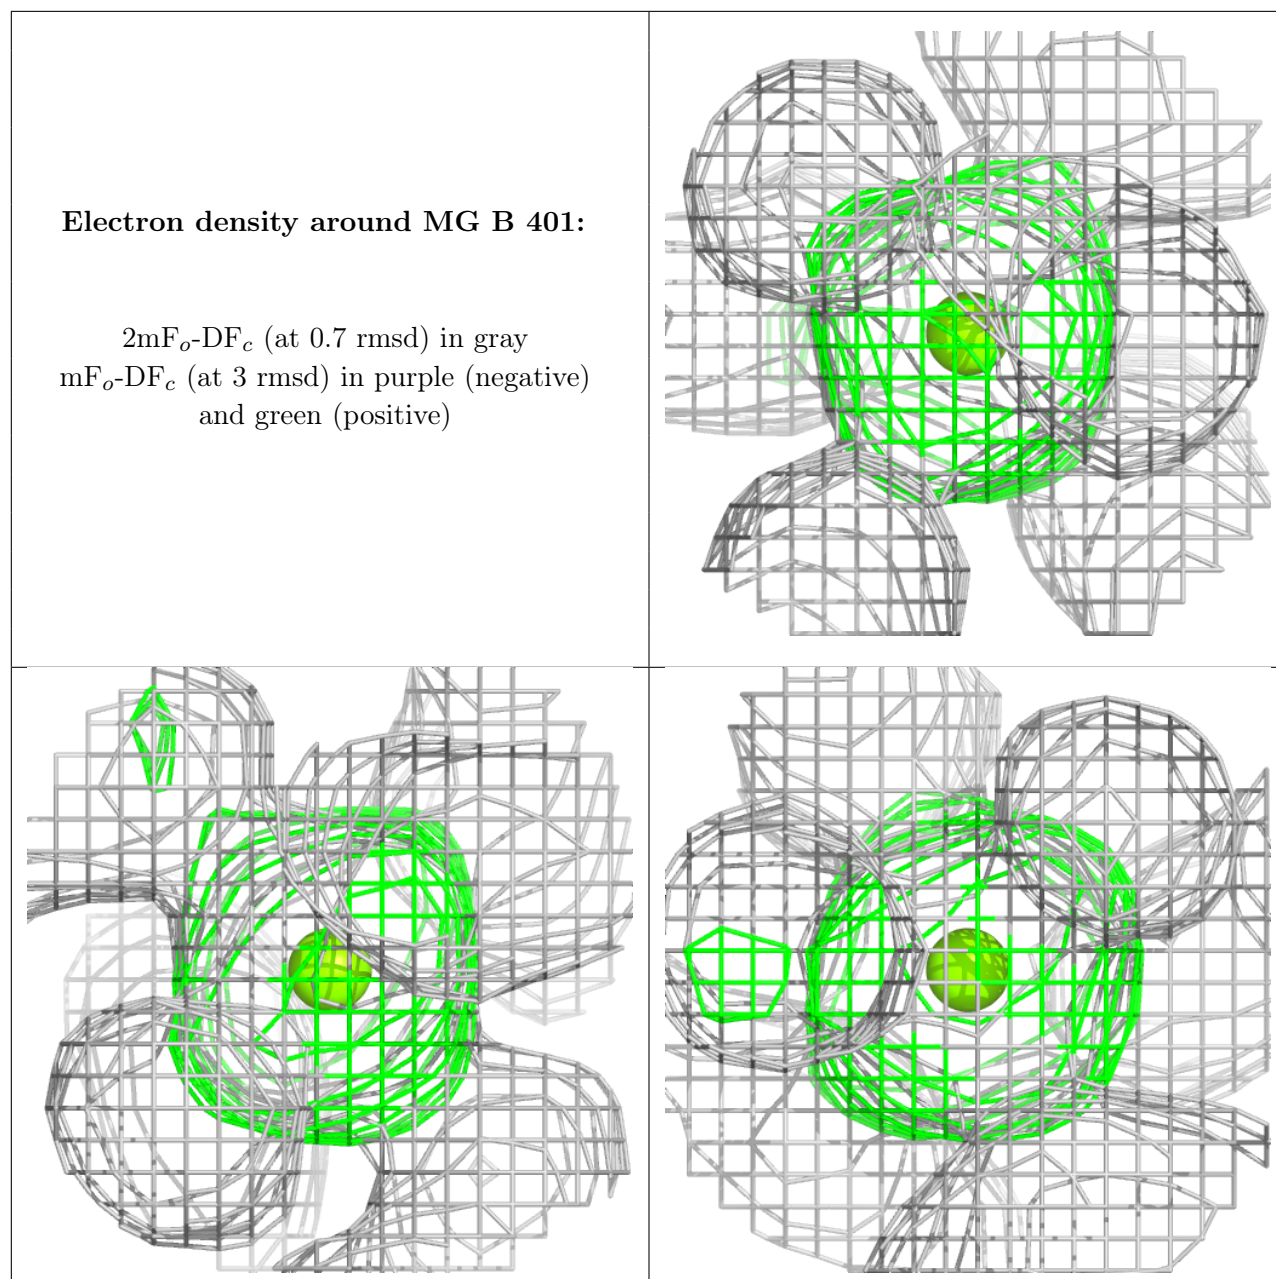 Electron density around MG B 401:
2mFo-DFc (at 0.7 rmsd) in gray
mFo-DFc (at 3 rmsd) in purple (negative)
and green (positive)